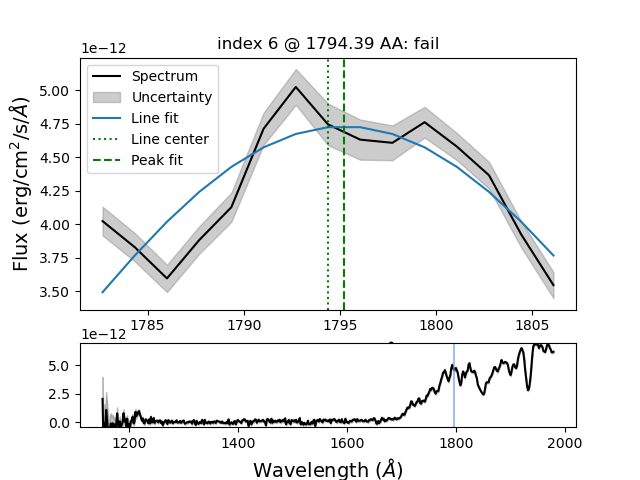 index 6 @ 1794.39 AA: fail
1e−12
Spectrum
Uncertainty
Line fit
Line center
Peak fit
5.00
4.75
4.50
4.25
4.00
3.75
3.50
Flux (erg/cm²/s/Å)
1785
1790
1795
1800
1805
1e−12
5.0
2.5
0.0
1200
1400
1600
1800
2000
Wavelength (Å)